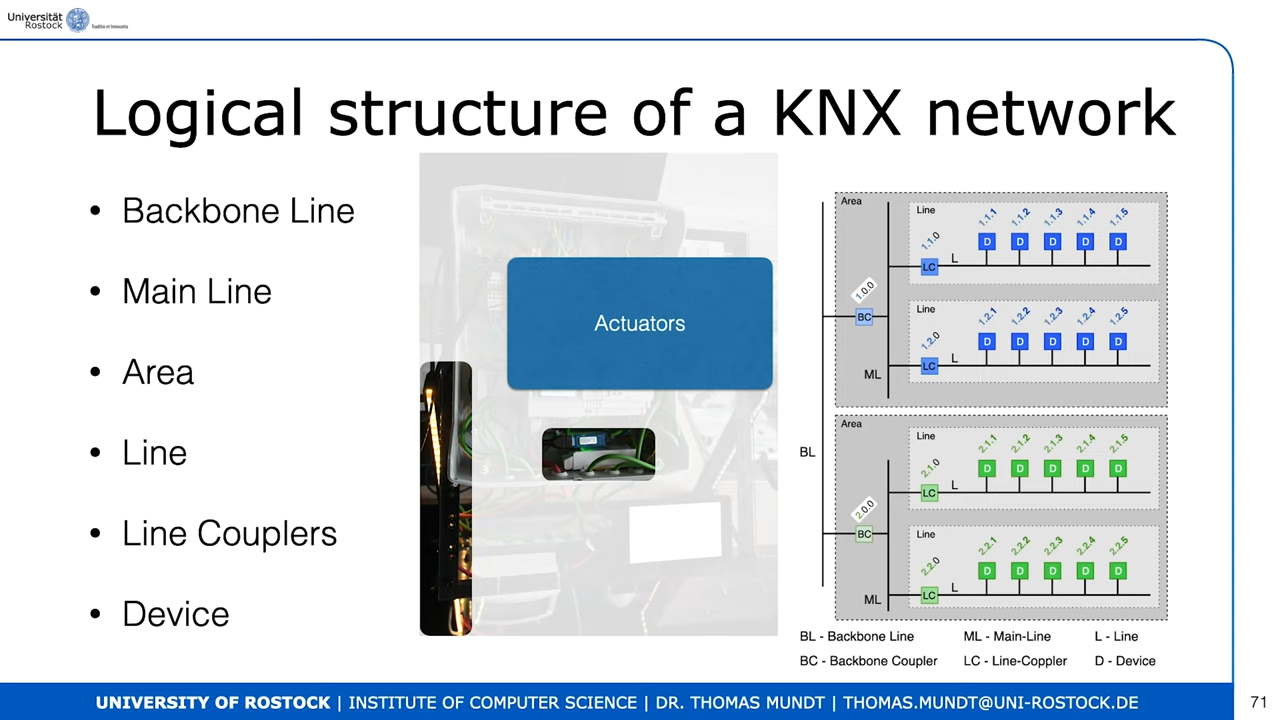 Universität
Rostock
Traditio et Innovatio
Logical structure of a KNX network
• Backbone Line
• Main Line
• Area
• Line
• Line Couplers
• Device
Actuators
Area
Line
1.1.0
1.1.1
1.1.2
1.1.3
1.1.4
1.1.5
D D D D D
LC
L
1.0.0
BC
Line
1.2.0
1.2.1
1.2.2
1.2.3
1.2.4
1.2.5
D D D D D
LC
L
ML
BL
Area
Line
2.1.0
2.1.1
2.1.2
2.1.3
2.1.4
2.1.5
D D D D D
LC
L
2.0.0
BC
Line
2.2.0
2.2.1
2.2.2
2.2.3
2.2.4
2.2.5
D D D D D
LC
L
ML
BL - Backbone Line
ML - Main-Line
L - Line
BC - Backbone Coupler
LC - Line-Coppler
D - Device
UNIVERSITY OF ROSTOCK | INSTITUTE OF COMPUTER SCIENCE | DR. THOMAS MUNDT | THOMAS.MUNDT@UNI-ROSTOCK.DE
71